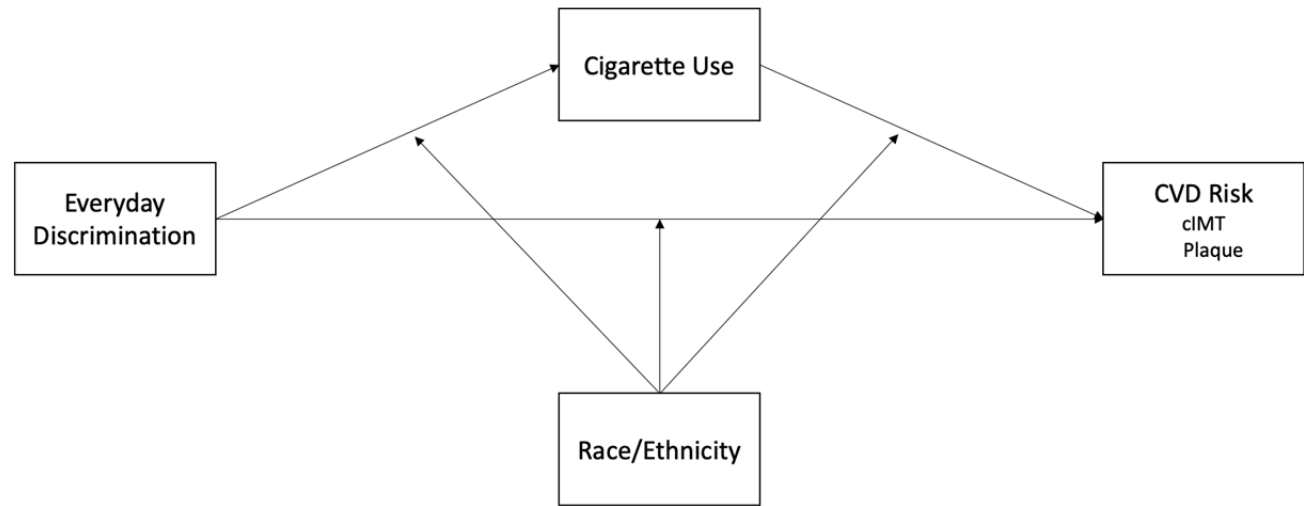 Cigarette Use
Everyday
Discrimination
CVD Risk
cIMT
Plaque
Race/Ethnicity